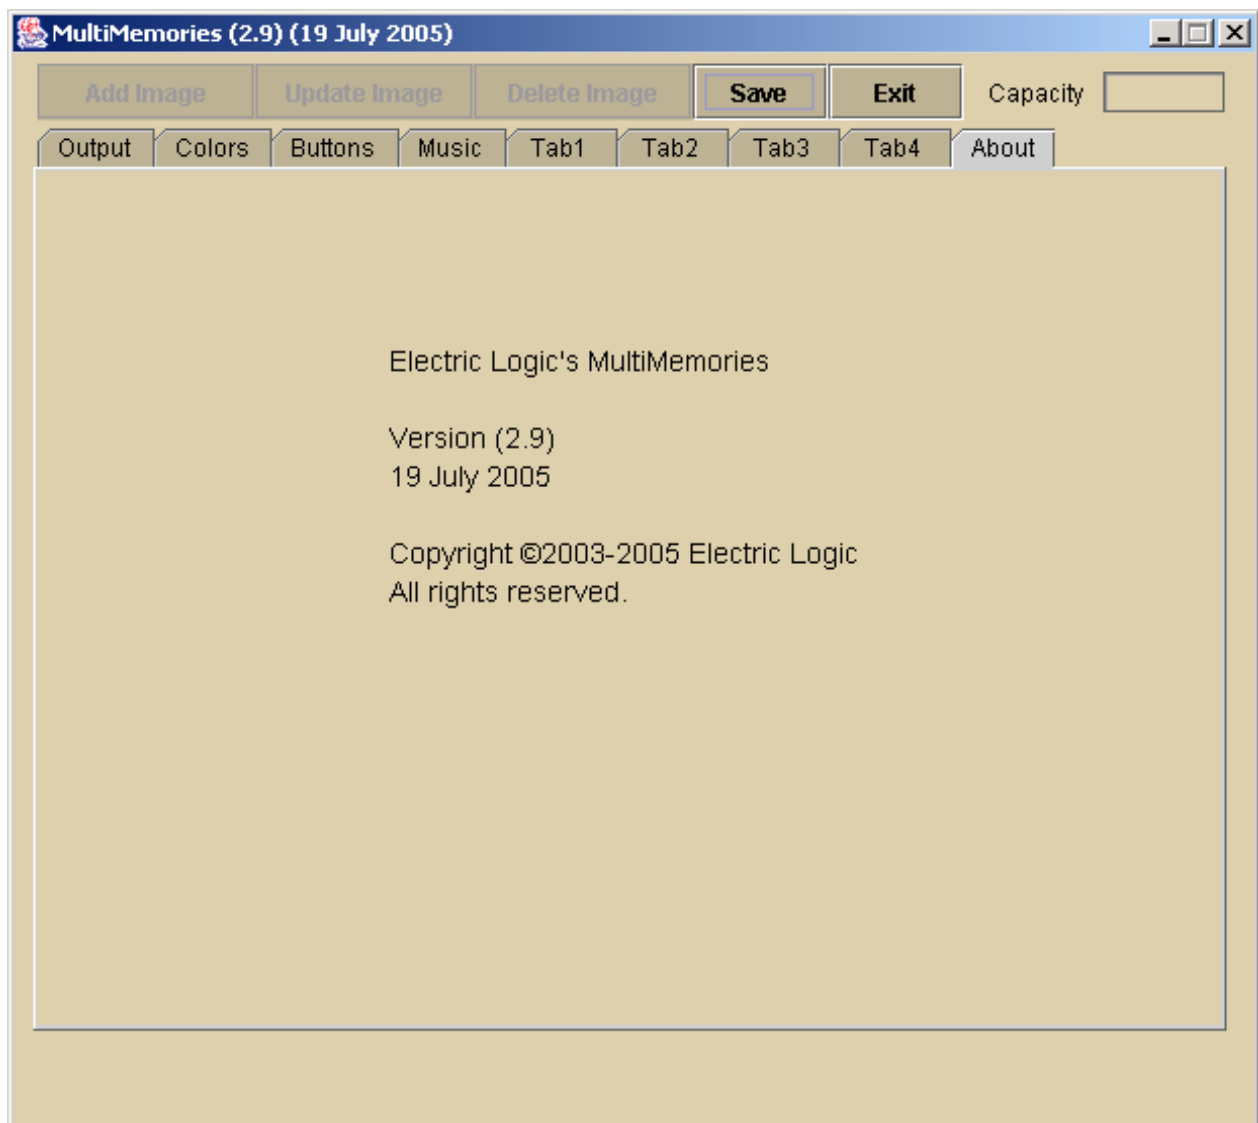 MultiMemories (2.9) (19 July 2005)
Add Image Update Image Delete Image Save Exit Capacity
Output Colors Buttons Music Tab1 Tab2 Tab3 Tab4 About
Electric Logic's MultiMemories
Version (2.9)
19 July 2005
Copyright ©2003-2005 Electric Logic
All rights reserved.